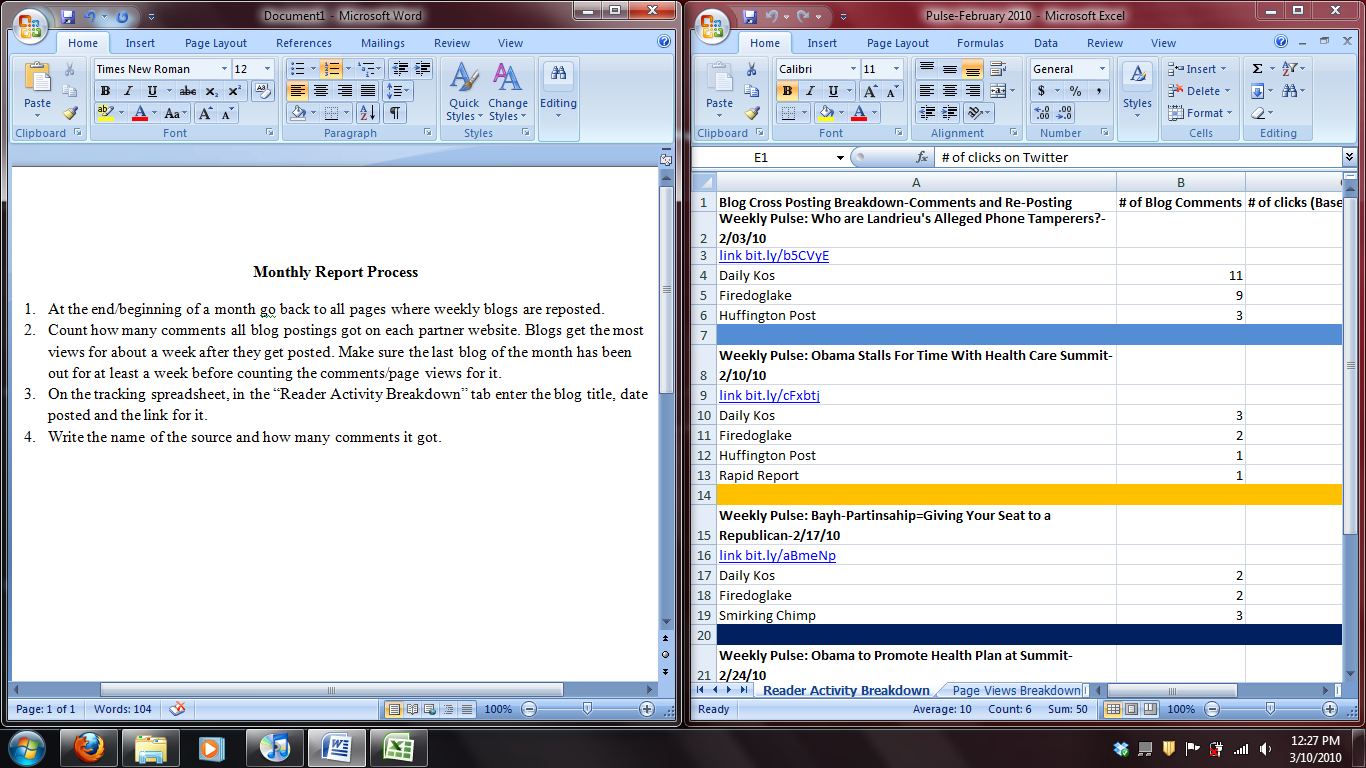 Document1 - Microsoft Word
Home Insert Page Layout References Mailings Review View
Paste
Times New Roman 12
B I U abc x₂ x²
ab A Aa A A
Quick Styles
Change Styles
Editing
Clipboard Font Paragraph Styles
Monthly Report Process
1. At the end/beginning of a month go back to all pages where weekly blogs are reposted.
2. Count how many comments all blog postings got on each partner website. Blogs get the most
views for about a week after they get posted. Make sure the last blog of the month has been
out for at least a week before counting the comments/page views for it.
3. On the tracking spreadsheet, in the “Reader Activity Breakdown” tab enter the blog title, date
posted and the link for it.
4. Write the name of the source and how many comments it got.
Page: 1 of 1 Words: 104 100%
Pulse-February 2010 - Microsoft Excel
Home Insert Page Layout Formulas Data Review View
Paste
Calibri 11
B I U A A
General
$ % ,
Styles
Insert
Delete
Format
Clipboard Font Alignment Number Cells Editing
E1 fx # of clicks on Twitter
A B
1 Blog Cross Posting Breakdown-Comments and Re-Posting # of Blog Comments # of clicks (Base
Weekly Pulse: Who are Landrieu's Alleged Phone Tamperers?-
2 2/03/10
3 link bit.ly/b5CVyE
4 Daily Kos 11
5 Firedoglake 9
6 Huffington Post 3
7
Weekly Pulse: Obama Stalls For Time With Health Care Summit-
8 2/10/10
9 link bit.ly/cFxbtj
10 Daily Kos 3
11 Firedoglake 2
12 Huffington Post 1
13 Rapid Report 1
14
Weekly Pulse: Bayh-Partinsahip=Giving Your Seat to a
15 Republican-2/17/10
16 link bit.ly/aBmeNp
17 Daily Kos 2
18 Firedoglake 2
19 Smirking Chimp 3
20
Weekly Pulse: Obama to Promote Health Plan at Summit-
21 2/24/10
Reader Activity Breakdown Page Views Breakdown
Ready Average: 10 Count: 6 Sum: 50 100%
12:27 PM
3/10/2010